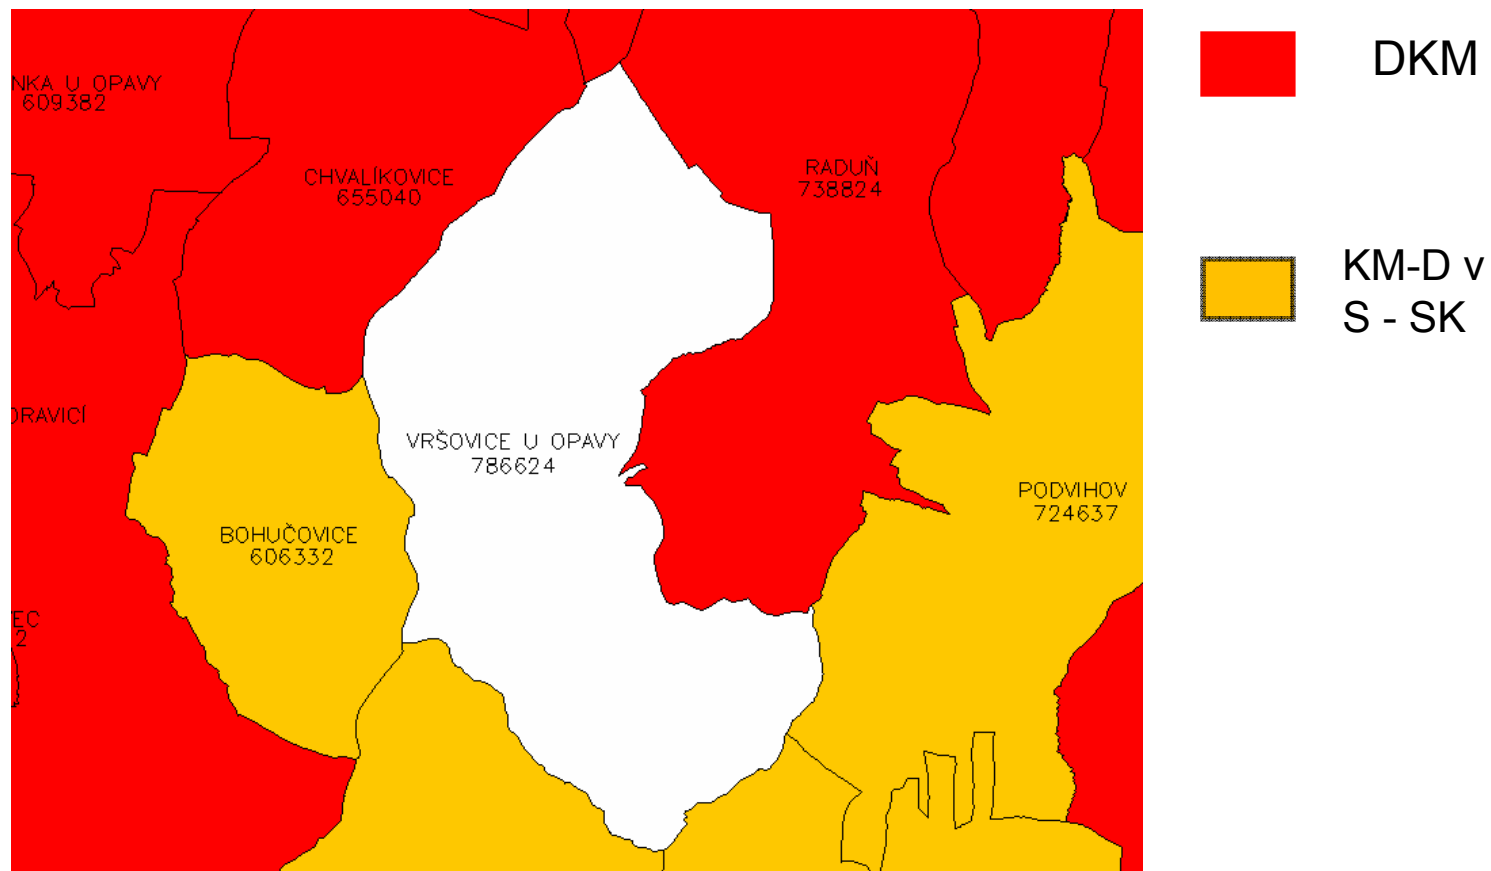 NKA U OPAVY
609382
CHVALÍKOVICE
655040
RADUŇ
738824
DKM
KM-D v
S - SK
ORAVICÍ
VRŠOVICE U OPAVY
786624
PODVIHOV
724637
BOHUČOVICE
606332
EC
2